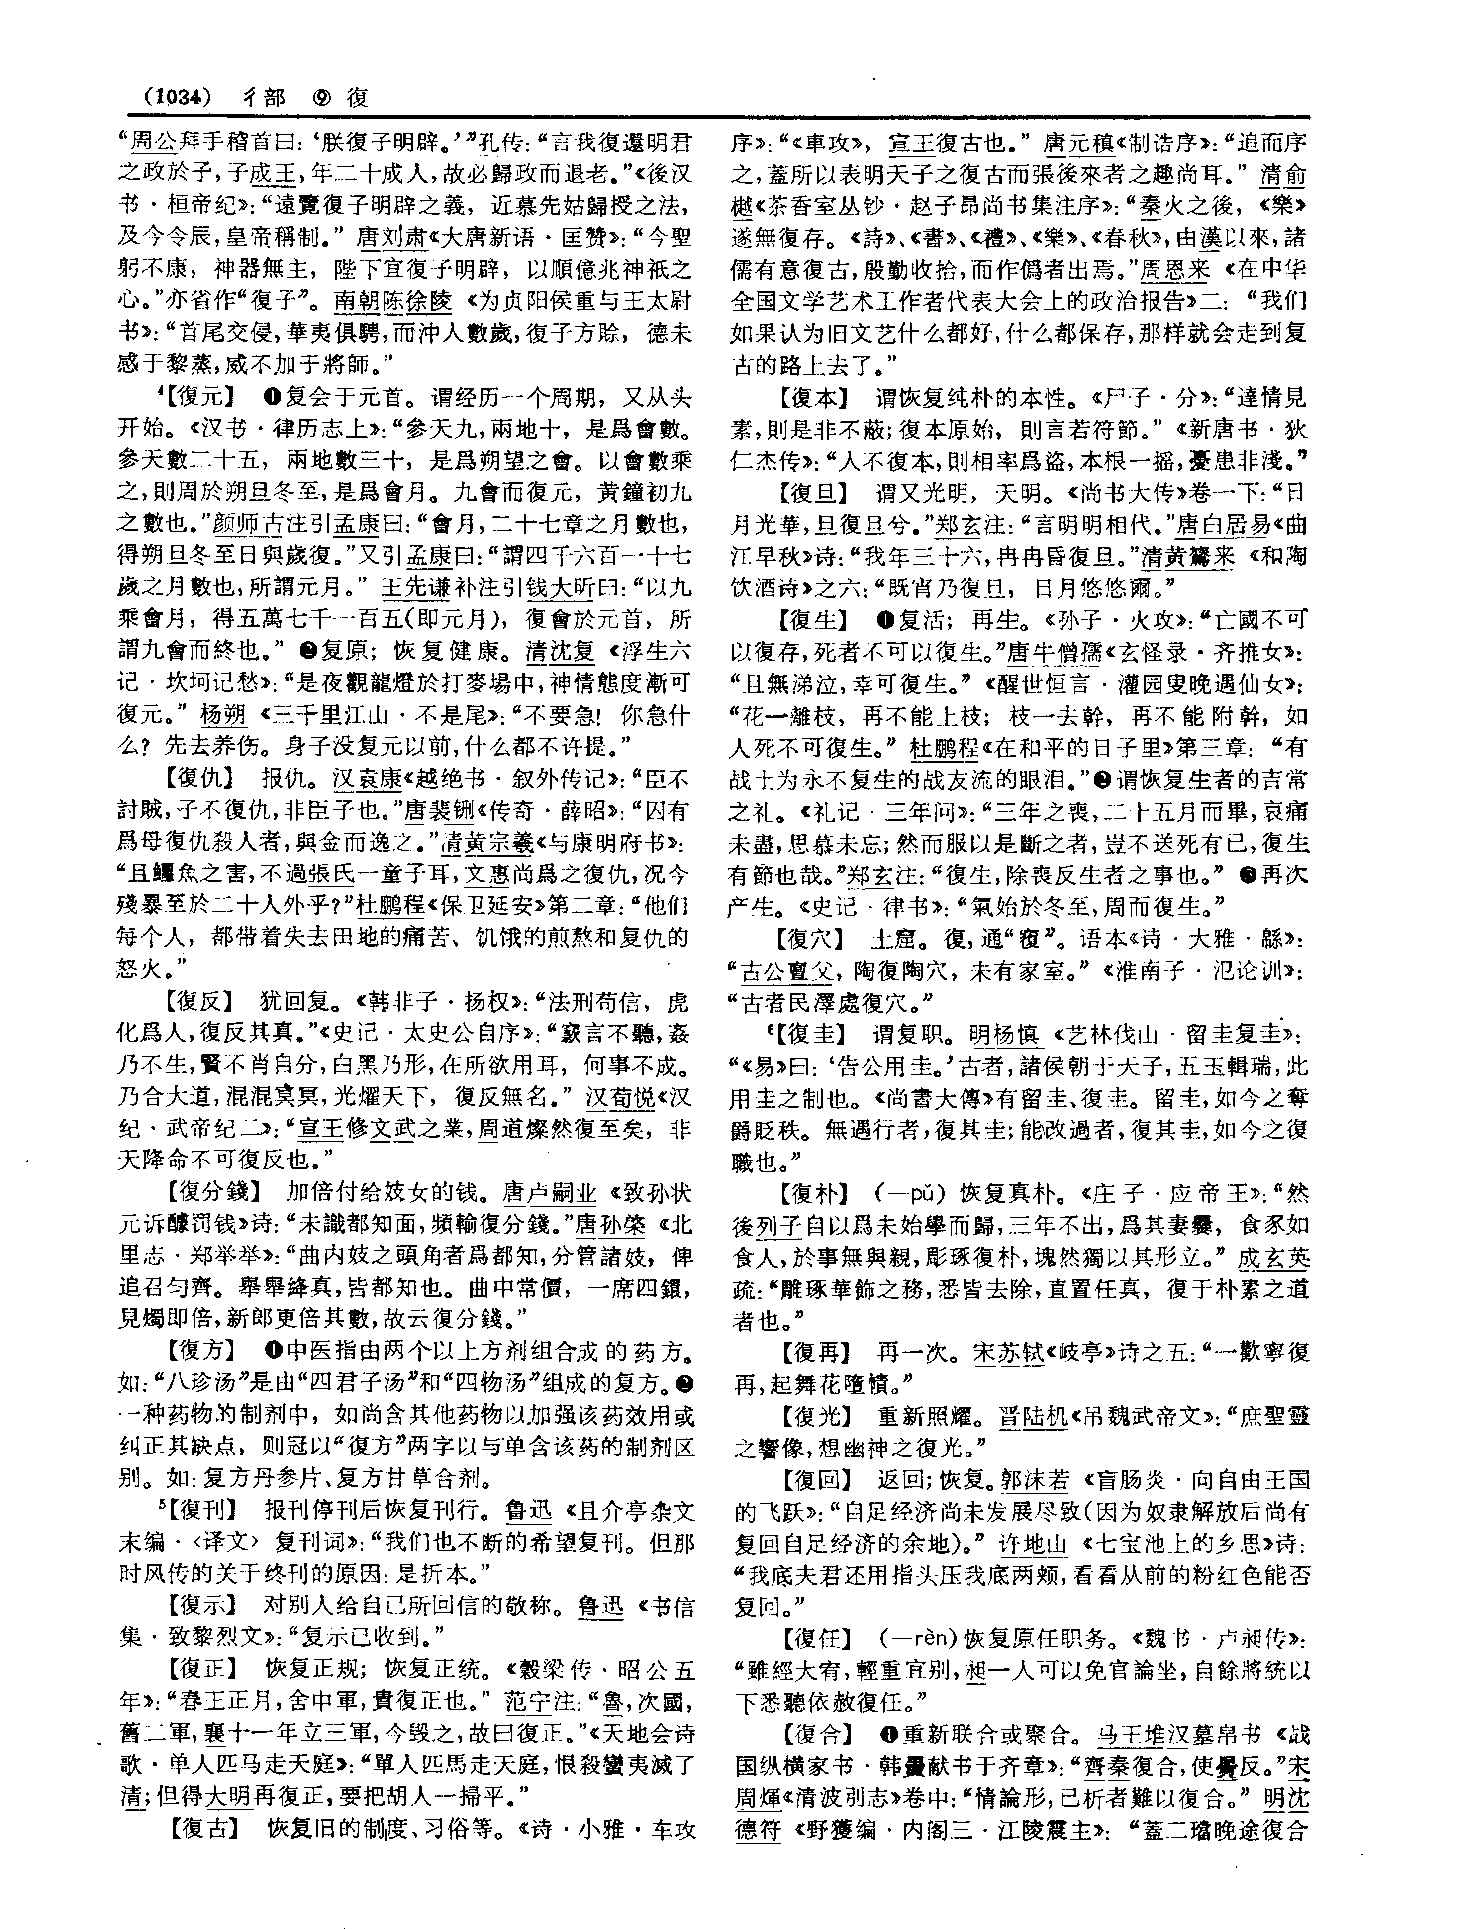 (1034) 彳部 ⑨ 復
“周公拜手稽首曰：‘朕復子明辟。’”孔传：“言我復還明君
之政於子，子成王，年二十成人，故必歸政而退老。”《後汉
书·桓帝纪》：“遠覽復子明辟之義，近慕先姑歸授之法，
及今令辰，皇帝稱制。”唐刘肃《大唐新语·匡赞》：“今聖
躬不康，神器無主，陛下宜復子明辟，以順億兆神祇之
心。”亦省作“復子”。南朝陈徐陵《为贞阳侯重与王太尉
书》：“首尾交侵，華夷俱騁，而沖人數歲，復子方賒，德未
感于黎蒸，威不加于將師。”
⁴【復元】 ❶复会于元首。谓经历一个周期，又从头
开始。《汉书·律历志上》：“參天九，兩地十，是爲會數。
參天數二十五，兩地數三十，是爲朔望之會。以會數乘
之，則周於朔旦冬至，是爲會月。九會而復元，黄鐘初九
之數也。”颜师古注引孟康曰：“會月，二十七章之月數也，
得朔旦冬至日與歲復。”又引孟康曰：“謂四千六百一十七
歲之月數也，所謂元月。”王先谦补注引钱大昕曰：“以九
乘會月，得五萬七千一百五(即元月)，復會於元首，所
謂九會而終也。”❷复原；恢复健康。清沈复《浮生六
记·坎坷记愁》：“是夜觀龍燈於打麥場中，神情態度漸可
復元。”杨朔《三千里江山·不是尾》：“不要急！你急什
么？先去养伤。身子没复元以前，什么都不许提。”
【復仇】 报仇。汉袁康《越绝书·叙外传记》：“臣不
討賊，子不復仇，非臣子也。”唐裴铏《传奇·薛昭》：“囚有
爲母復仇殺人者，與金而逸之。”清黄宗羲《与康明府书》：
“且鱷魚之害，不過張氏一童子耳，文惠尚爲之復仇，况今
殘暴至於二十人外乎？”杜鹏程《保卫延安》第二章：“他们
每个人，都带着失去田地的痛苦、饥饿的煎熬和复仇的
怒火。”
【復反】 犹回复。《韩非子·扬权》：“法刑苟信，虎
化爲人，復反其真。”《史记·太史公自序》：“窾言不聽，姦
乃不生，賢不肖自分，白黑乃形，在所欲用耳，何事不成。
乃合大道，混混冥冥，光燿天下，復反無名。”汉荀悦《汉
纪·武帝纪二》：“宣王修文武之業，周道燦然復至矣，非
天降命不可復反也。”
【復分錢】 加倍付给妓女的钱。唐卢嗣业《致孙状
元诉醵罚钱》诗：“未識都知面，頻輸復分錢。”唐孙棨《北
里志·郑举举》：“曲内妓之頭角者爲都知，分管諸妓，俾
追召匀齊。舉舉絳真，皆都知也。曲中常價，一席四鐶，
見燭即倍，新郎更倍其數，故云復分錢。”
【復方】 ❶中医指由两个以上方剂组合成的药方。
如：“八珍汤”是由“四君子汤”和“四物汤”组成的复方。❷
一种药物的制剂中，如尚含其他药物以加强该药效用或
纠正其缺点，则冠以“復方”两字以与单含该药的制剂区
别。如：复方丹参片、复方甘草合剂。
⁵【復刊】 报刊停刊后恢复刊行。鲁迅《且介亭杂文
末编·〈译文〉复刊词》：“我们也不断的希望复刊。但那
时风传的关于终刊的原因：是折本。”
【復示】 对别人给自己所回信的敬称。鲁迅《书信
集·致黎烈文》：“复示已收到。”
【復正】 恢复正规；恢复正统。《穀梁传·昭公五
年》：“春王正月，舍中軍，貴復正也。”范宁注：“魯，次國，
舊二軍，襄十一年立三軍，今毁之，故曰復正。”《天地会诗
歌·单人匹马走天庭》：“單人匹馬走天庭，恨殺蠻夷滅了
清；但得大明再復正，要把胡人一掃平。”
【復古】 恢复旧的制度、习俗等。《诗·小雅·车攻
序》：“《車攻》，宣王復古也。”唐元稹《制诰序》：“追而序
之，蓋所以表明天子之復古而張後來者之趣尚耳。”清俞
樾《茶香室丛钞·赵子昂尚书集注序》：“秦火之後，《樂》
遂無復存。《詩》、《書》、《禮》、《樂》、《春秋》，由漢以來，諸
儒有意復古，殷勤收拾，而作僞者出焉。”周恩来《在中华
全国文学艺术工作者代表大会上的政治报告》二：“我们
如果认为旧文艺什么都好，什么都保存，那样就会走到复
古的路上去了。”
【復本】 谓恢复纯朴的本性。《尸子·分》：“達情見
素，則是非不蔽；復本原始，則言若符節。”《新唐书·狄
仁杰传》：“人不復本，則相率爲盜，本根一摇，憂患非淺。”
【復旦】 谓又光明，天明。《尚书大传》卷一下：“日
月光華，旦復旦兮。”郑玄注：“言明明相代。”唐白居易《曲
江早秋》诗：“我年三十六，冉冉昏復旦。”清黄鷟来《和陶
饮酒诗》之六：“既肖乃復旦，日月悠悠爾。”
【復生】 ❶复活；再生。《孙子·火攻》：“亡國不可
以復存，死者不可以復生。”唐牛僧孺《玄怪录·齐推女》：
“且無涕泣，幸可復生。”《醒世恒言·灌园叟晚逢仙女》：
“花一離枝，再不能上枝；枝一去幹，再不能附幹，如
人死不可復生。”杜鹏程《在和平的日子里》第三章：“有
战士为永不复生的战友流的眼泪。”❷谓恢复生者的吉常
之礼。《礼记·三年问》：“三年之喪，二十五月而畢，哀痛
未盡，思慕未忘；然而服以是斷之者，豈不送死有已，復生
有節也哉。”郑玄注：“復生，除喪反生者之事也。”❸再次
产生。《史记·律书》：“氣始於冬至，周而復生。”
【復穴】 土窟。復，通“覆”。语本《诗·大雅·緜》：
“古公亶父，陶復陶穴，未有家室。”《淮南子·氾论训》：
“古者民澤處復穴。”
⁶【復圭】 谓复职。明杨慎《艺林伐山·留圭复圭》：
“《易》曰：‘告公用圭。’古者，諸侯朝于天子，五玉輯瑞，此
用圭之制也。《尚書大傳》有留圭、復圭。留圭，如今之奪
爵貶秩。無過行者，復其圭；能改過者，復其圭，如今之復
職也。”
【復朴】 (—pǔ) 恢复真朴。《庄子·应帝王》：“然
後列子自以爲未始學而歸，三年不出，爲其妻爨，食豕如
食人，於事無與親，彫琢復朴，塊然獨以其形立。”成玄英
疏：“雕琢華飾之務，悉皆去除，直置任真，復于朴素之道
者也。”
【復再】 再一次。宋苏轼《岐亭》诗之五：“一歡寧復
再，起舞花墮幘。”
【復光】 重新照耀。晋陆机《吊魏武帝文》：“庶聖靈
之響像，想幽神之復光。”
【復回】 返回；恢复。郭沫若《盲肠炎·向自由王国
的飞跃》：“自足经济尚未发展尽致(因为奴隶解放后尚有
复回自足经济的余地)。”许地山《七宝池上的乡思》诗：
“我底夫君还用指头压我底两颊，看看从前的粉红色能否
复回。”
【復任】 (—rèn)恢复原任职务。《魏书·卢昶传》：
“雖經大宥，輕重宜别，昶一人可以免官論坐，自餘將統以
下悉聽依赦復任。”
【復合】 ❶重新联合或聚合。马王堆汉墓帛书《战
国纵横家书·韩𣍐献书于齐章》：“齊秦復合，使𣍐反。”宋
周煇《清波别志》卷中：“情論形，已析者難以復合。”明沈
德符《野獲编·内阁三·江陵震主》：“蓋二璫晚途復合